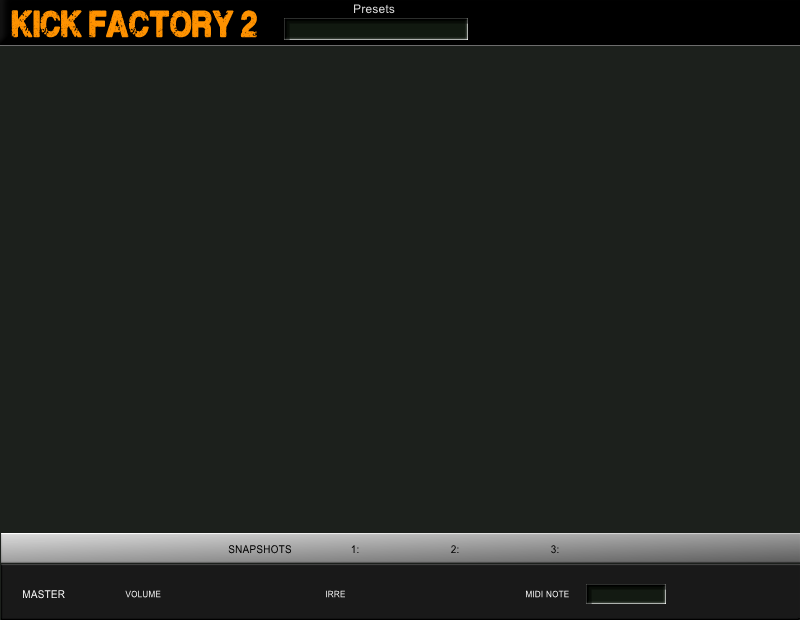 KICK FACTORY 2
Presets
SNAPSHOTS 1: 2: 3:
MASTER VOLUME IRRE MIDI NOTE